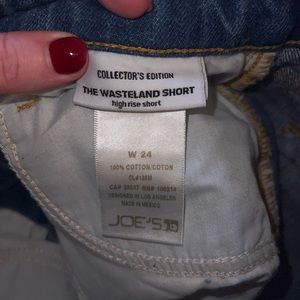 COLLECTOR'S EDITION
THE WASTELAND SHORT
high rise short
W 24
100% COTTON/COTON
DESIGNED IN LOS ANGELES
MADE IN MEXICO
JOE'S